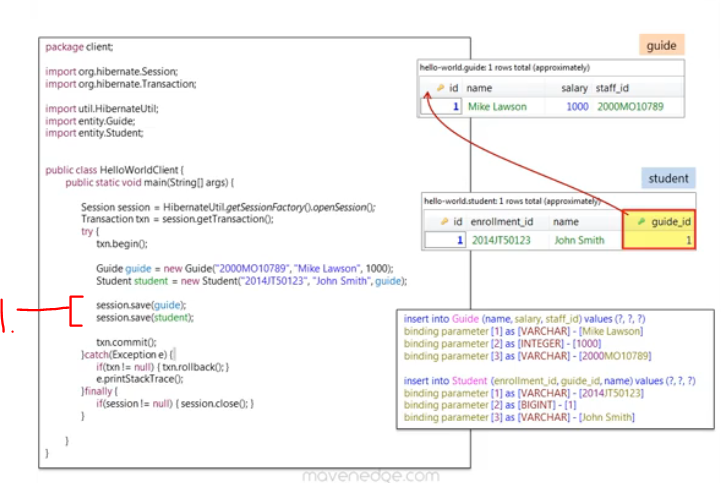 package client;
import org.hibernate.Session;
import org.hibernate.Transaction;
import util.HibernateUtil;
import entity.Guide;
import entity.Student;
public class HelloWorldClient {
public static void main(String[] args) {
Session session = HibernateUtil.getSessionFactory().openSession();
Transaction txn = session.getTransaction();
try {
txn.begin();
Guide guide = new Guide("2000MO10789", "Mike Lawson", 1000);
Student student = new Student("2014JT50123", "John Smith", guide);
1.
session.save(guide);
session.save(student);
txn.commit();
}catch(Exception e) {
if(txn != null) { txn.rollback(); }
e.printStackTrace();
}finally {
if(session != null) { session.close(); }
}
}
}
guide
hello-world.guide: 1 rows total (approximately)
id name salary staff_id
1 Mike Lawson 1000 2000MO10789
student
hello-world.student: 1 rows total (approximately)
id enrollment_id name guide_id
1 2014JT50123 John Smith 1
insert into Guide (name, salary, staff_id) values (?, ?, ?)
binding parameter [1] as [VARCHAR] - [Mike Lawson]
binding parameter [2] as [INTEGER] - [1000]
binding parameter [3] as [VARCHAR] - [2000MO10789]
insert into Student (enrollment_id, guide_id, name) values (?, ?, ?)
binding parameter [1] as [VARCHAR] - [2014JT50123]
binding parameter [2] as [BIGINT] - [1]
binding parameter [3] as [VARCHAR] - [John Smith]
mavenedge.com